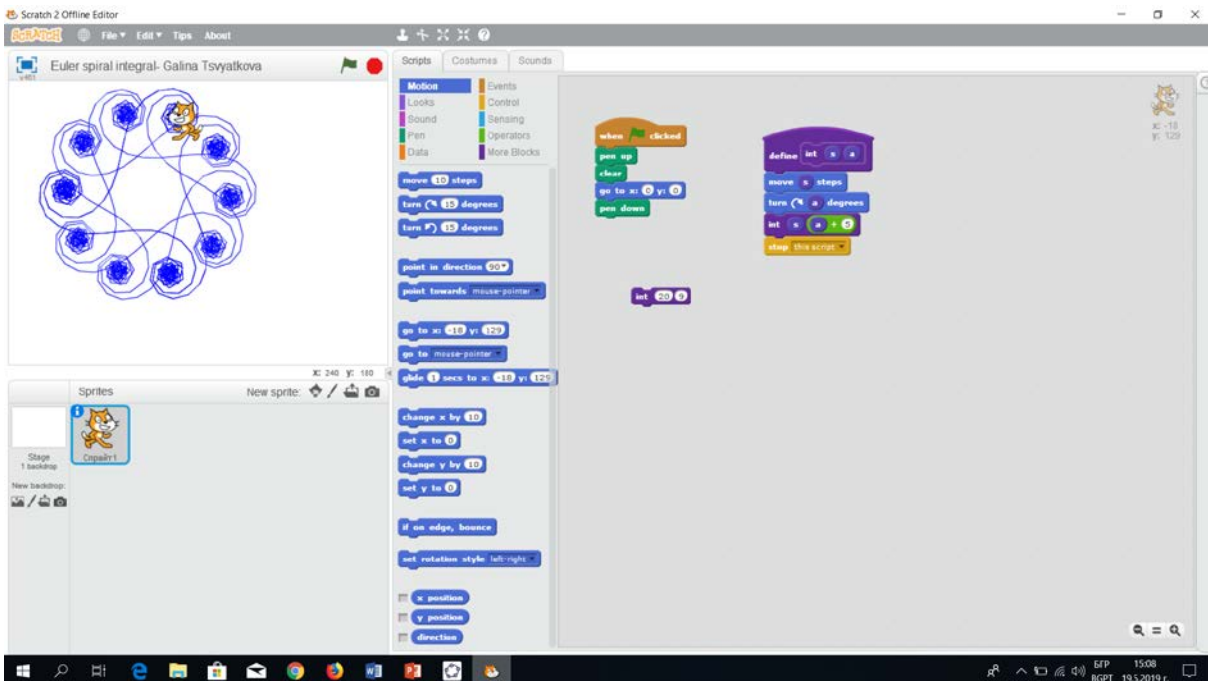 Scratch 2 Offline Editor
SCRATCH File▼ Edit▼ Tips About
Euler spiral integral- Galina Tsvyatkova
v461
x: 240 y: 180
Sprites New sprite:
Stage
1 backdrop
New backdrop:
Спрайт1
Scripts Costumes Sounds
Motion Events
Looks Control
Sound Sensing
Pen Operators
Data More Blocks
move 10 steps
turn 15 degrees
turn 15 degrees
point in direction 90▼
point towards mouse-pointer
go to x: -18 y: 129
go to mouse-pointer
glide 1 secs to x: -18 y: 129
change x by 10
set x to 0
change y by 10
set y to 0
if on edge, bounce
set rotation style left-right
x position
y position
direction
when clicked
pen up
clear
go to x: 0 y: 0
pen down
define int s a
move s steps
turn a degrees
int s a + 5
stop this script
int 20 9
x: -18
y: 129
БГР
BGPT
15:08
19.5.2019 г.